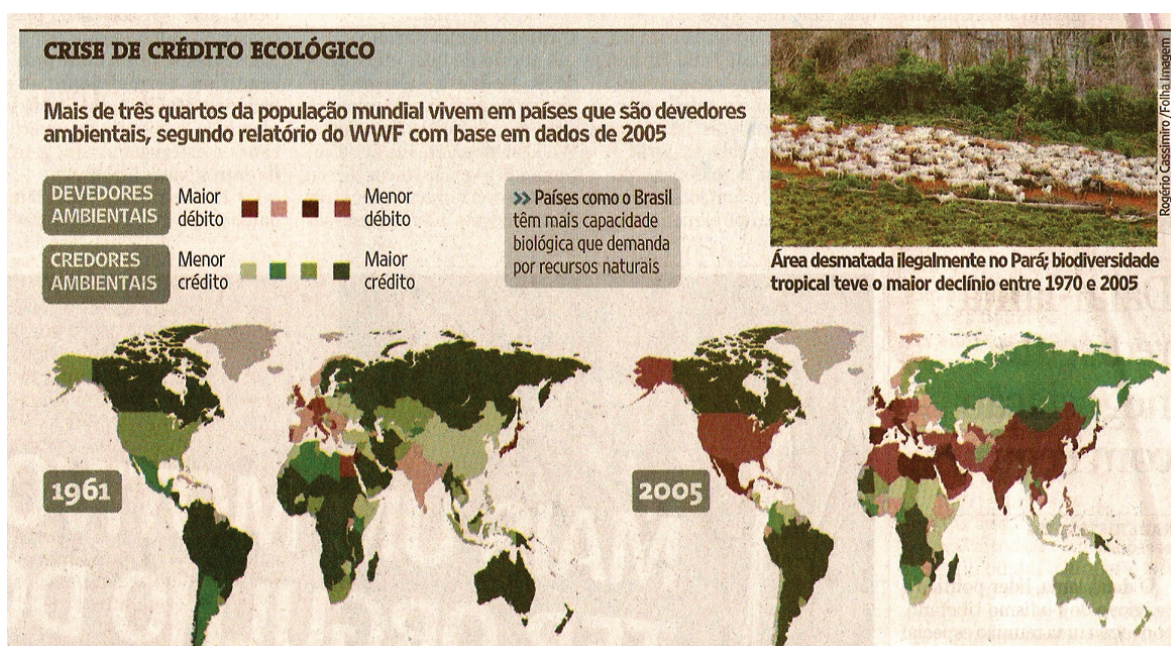 CRISE DE CRÉDITO ECOLÓGICO
Mais de três quartos da população mundial vivem em países que são devedores
ambientais, segundo relatório do WWF com base em dados de 2005
DEVEDORES
AMBIENTAIS
Maior
débito
Menor
débito
CREDORES
AMBIENTAIS
Menor
crédito
Maior
crédito
>> Países como o Brasil
têm mais capacidade
biológica que demanda
por recursos naturais
Rogério Cassimiro /Folha Imagem
Área desmatada ilegalmente no Pará; biodiversidade
tropical teve o maior declínio entre 1970 e 2005
1961
2005